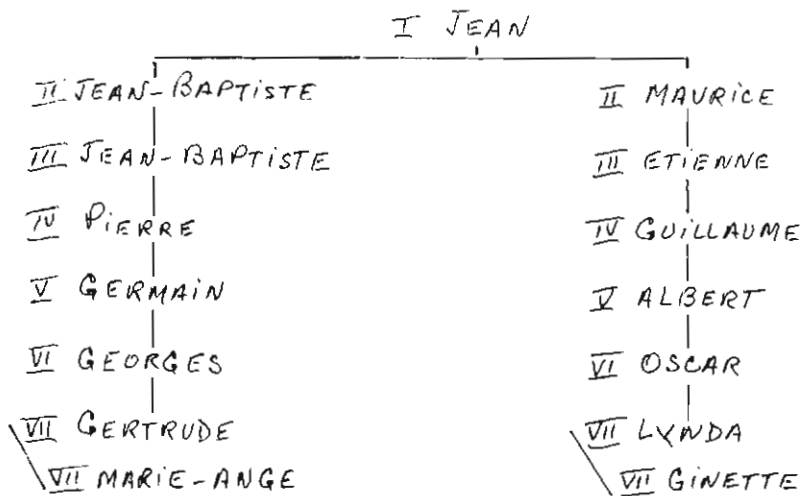 I JEAN
II JEAN-BAPTISTE
II MAURICE
III JEAN-BAPTISTE
III ETIENNE
IV PIERRE
IV GUILLAUME
V GERMAIN
V ALBERT
VI GEORGES
VI OSCAR
VII GERTRUDE
VII LYNDA
VII MARIE-ANGE
VII GINETTE